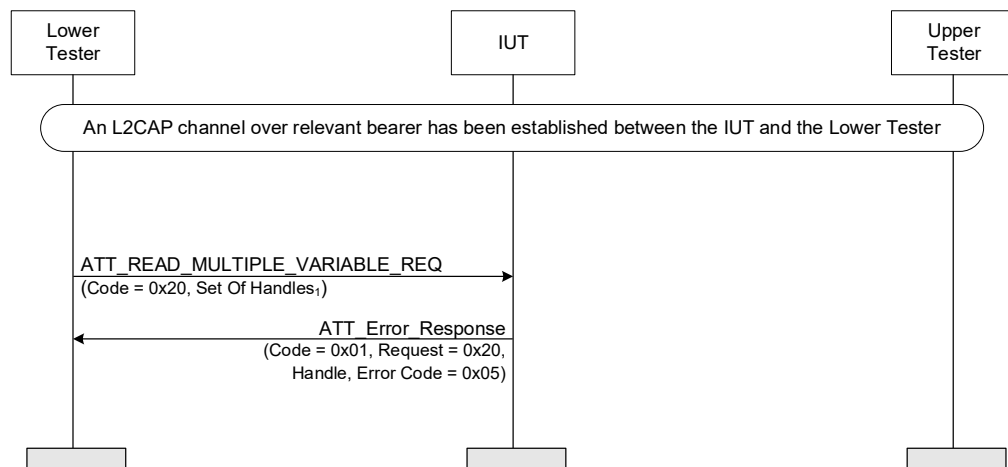 Lower
Tester
IUT
Upper
Tester
An L2CAP channel over relevant bearer has been established between the IUT and the Lower Tester
ATT_READ_MULTIPLE_VARIABLE_REQ
(Code = 0x20, Set Of Handles₁)
ATT_Error_Response
(Code = 0x01, Request = 0x20,
Handle, Error Code = 0x05)